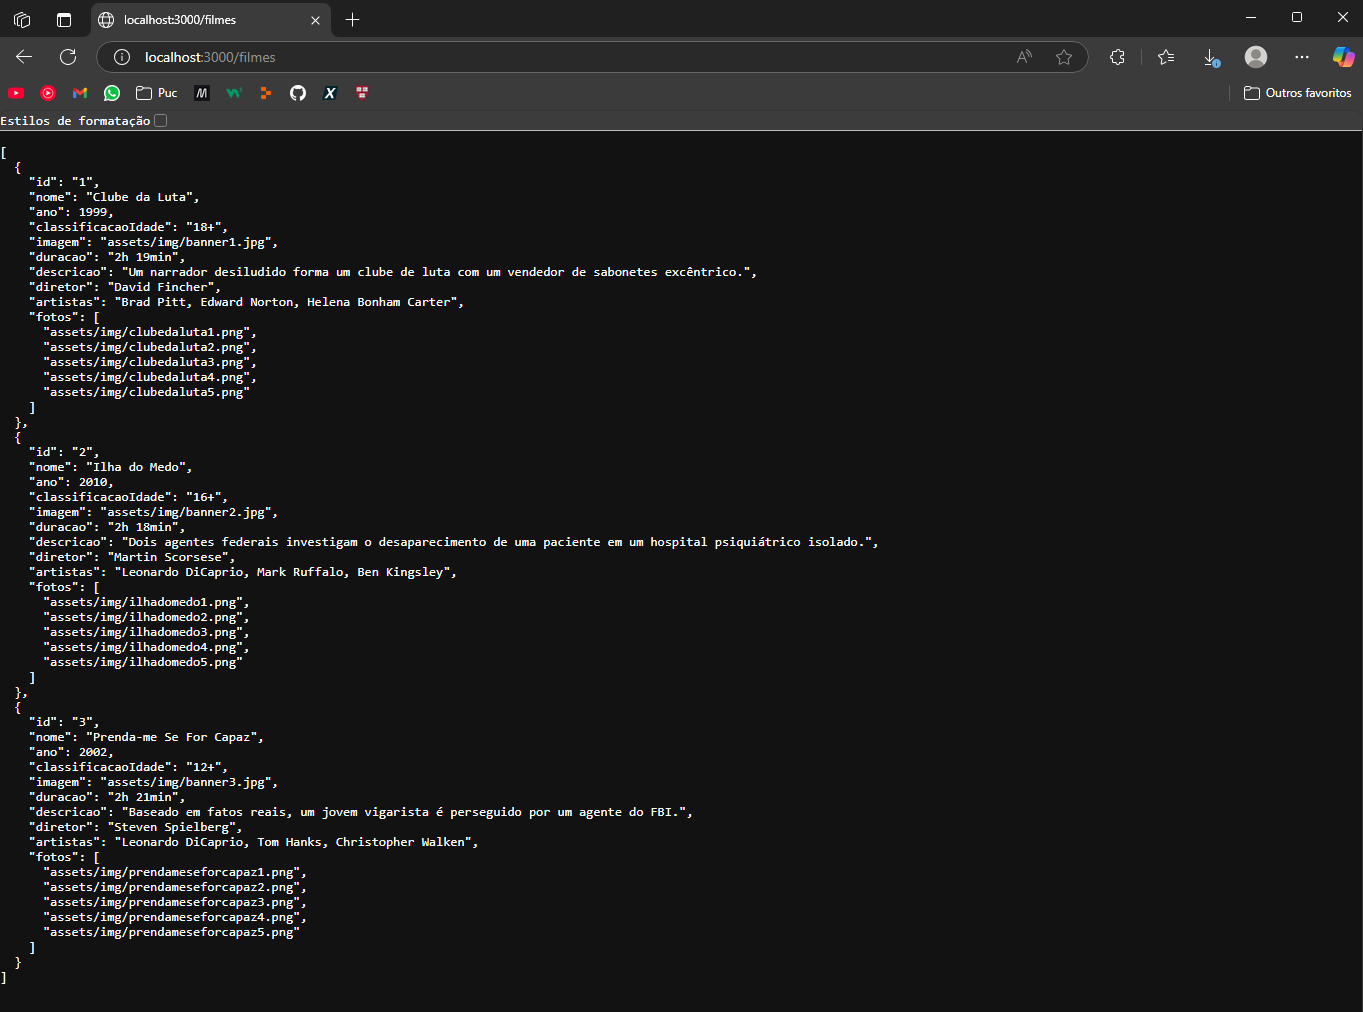 localhost:3000/filmes
localhost:3000/filmes
Puc
Outros favoritos
Estilos de formatação
[
  {
    "id": "1",
    "nome": "Clube da Luta",
    "ano": 1999,
    "classificacaoIdade": "18+",
    "imagem": "assets/img/banner1.jpg",
    "duracao": "2h 19min",
    "descricao": "Um narrador desiludido forma um clube de luta com um vendedor de sabonetes excêntrico.",
    "diretor": "David Fincher",
    "artistas": "Brad Pitt, Edward Norton, Helena Bonham Carter",
    "fotos": [
      "assets/img/clubedaluta1.png",
      "assets/img/clubedaluta2.png",
      "assets/img/clubedaluta3.png",
      "assets/img/clubedaluta4.png",
      "assets/img/clubedaluta5.png"
    ]
  },
  {
    "id": "2",
    "nome": "Ilha do Medo",
    "ano": 2010,
    "classificacaoIdade": "16+",
    "imagem": "assets/img/banner2.jpg",
    "duracao": "2h 18min",
    "descricao": "Dois agentes federais investigam o desaparecimento de uma paciente em um hospital psiquiátrico isolado.",
    "diretor": "Martin Scorsese",
    "artistas": "Leonardo DiCaprio, Mark Ruffalo, Ben Kingsley",
    "fotos": [
      "assets/img/ilhadomedo1.png",
      "assets/img/ilhadomedo2.png",
      "assets/img/ilhadomedo3.png",
      "assets/img/ilhadomedo4.png",
      "assets/img/ilhadomedo5.png"
    ]
  },
  {
    "id": "3",
    "nome": "Prenda-me Se For Capaz",
    "ano": 2002,
    "classificacaoIdade": "12+",
    "imagem": "assets/img/banner3.jpg",
    "duracao": "2h 21min",
    "descricao": "Baseado em fatos reais, um jovem vigarista é perseguido por um agente do FBI.",
    "diretor": "Steven Spielberg",
    "artistas": "Leonardo DiCaprio, Tom Hanks, Christopher Walken",
    "fotos": [
      "assets/img/prendameseforcapaz1.png",
      "assets/img/prendameseforcapaz2.png",
      "assets/img/prendameseforcapaz3.png",
      "assets/img/prendameseforcapaz4.png",
      "assets/img/prendameseforcapaz5.png"
    ]
  }
]